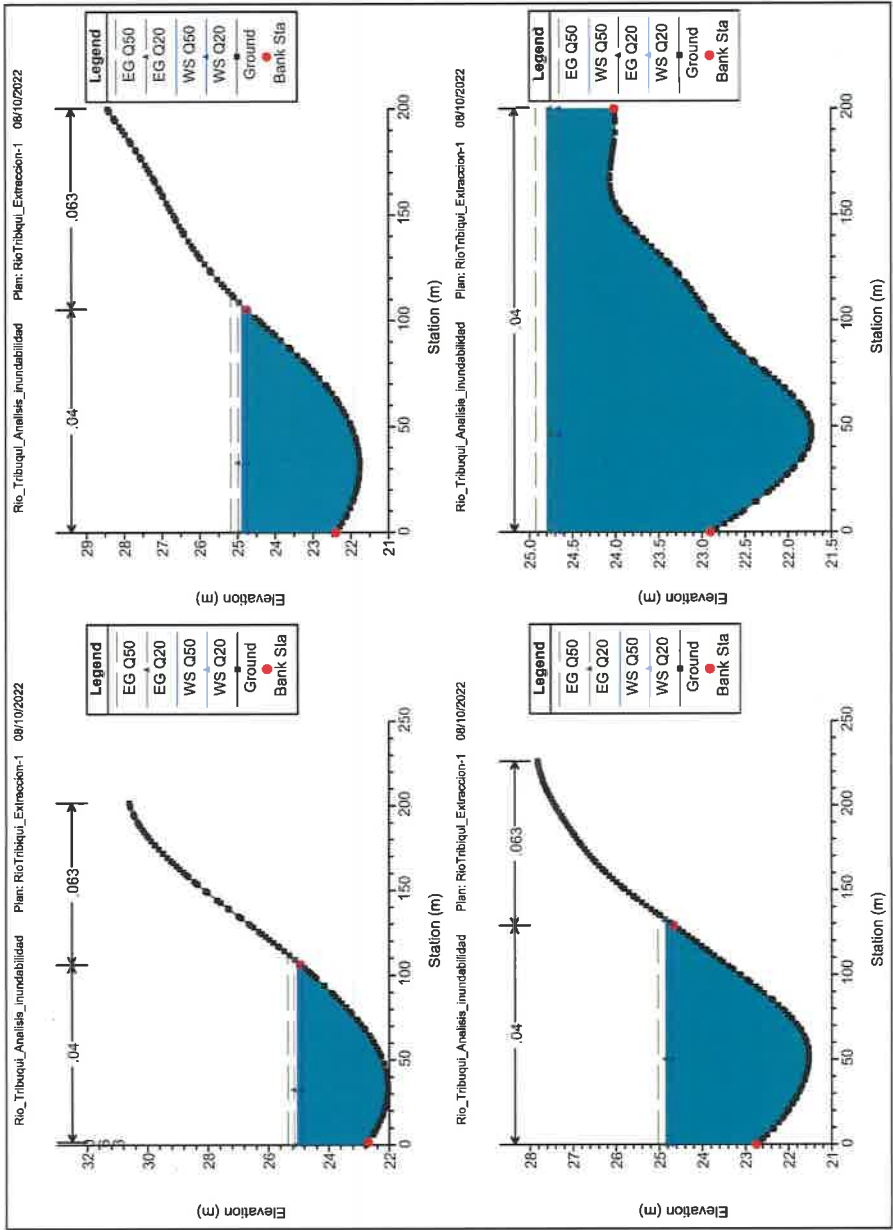 Rio_Tribuqui_Analisis_inundabilidad Plan: RioTribiqui_Extraccion-1 08/10/2022
.04
.063
32
30
28
26
24
22
Elevation (m)
0 50 100 150 200 250
Station (m)
Legend
EG Q50
EG Q20
WS Q50
WS Q20
Ground
Bank Sta
Rio_Tribuqui_Analisis_inundabilidad Plan: RioTribiqui_Extraccion-1 08/10/2022
.04
.063
29
28
27
26
25
24
23
22
21
Elevation (m)
0 50 100 150 200
Station (m)
Legend
EG Q50
EG Q20
WS Q50
WS Q20
Ground
Bank Sta
Rio_Tribuqui_Analisis_inundabilidad Plan: RioTribiqui_Extraccion-1 08/10/2022
.04
.063
28
27
26
25
24
23
22
21
Elevation (m)
0 50 100 150 200 250
Station (m)
Legend
EG Q50
EG Q20
WS Q50
WS Q20
Ground
Bank Sta
Rio_Tribuqui_Analisis_inundabilidad Plan: RioTribiqui_Extraccion-1 08/10/2022
.04
25.0
24.5
24.0
23.5
23.0
22.5
22.0
21.5
Elevation (m)
0 50 100 150 200
Station (m)
Legend
EG Q50
WS Q50
EG Q20
WS Q20
Ground
Bank Sta